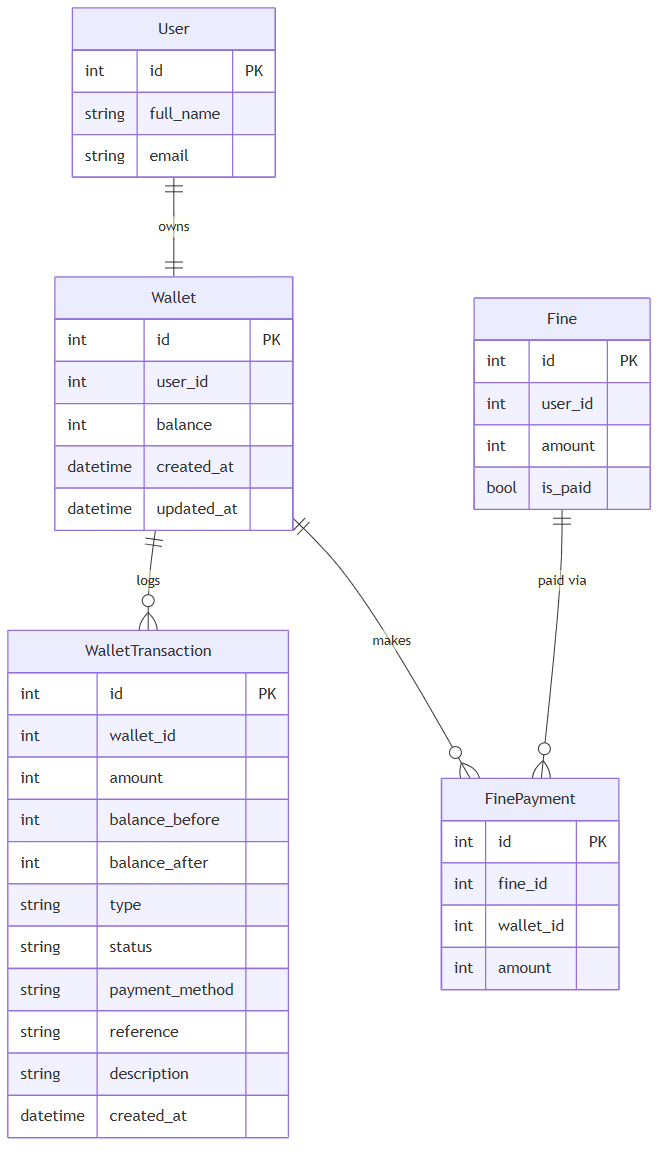 User
int id PK
string full_name
string email
owns
Wallet
int id PK
int user_id
int balance
datetime created_at
datetime updated_at
Fine
int id PK
int user_id
int amount
bool is_paid
logs
paid via
makes
WalletTransaction
int id PK
int wallet_id
int amount
int balance_before
int balance_after
string type
string status
string payment_method
string reference
string description
datetime created_at
FinePayment
int id PK
int fine_id
int wallet_id
int amount